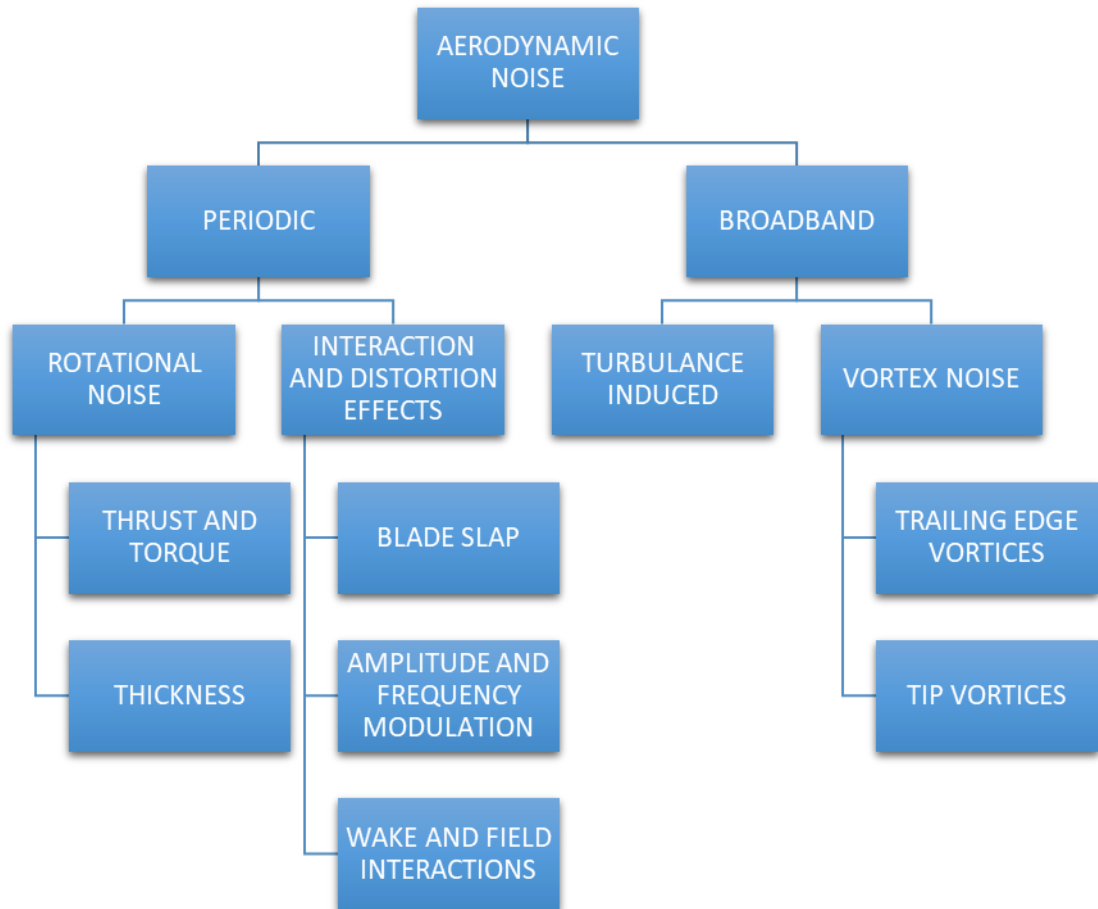 AERODYNAMIC
NOISE
PERIODIC
BROADBAND
ROTATIONAL
NOISE
INTERACTION
AND DISTORTION
EFFECTS
TURBULANCE
INDUCED
VORTEX NOISE
THRUST AND
TORQUE
BLADE SLAP
TRAILING EDGE
VORTICES
THICKNESS
AMPLITUDE AND
FREQUENCY
MODULATION
TIP VORTICES
WAKE AND FIELD
INTERACTIONS